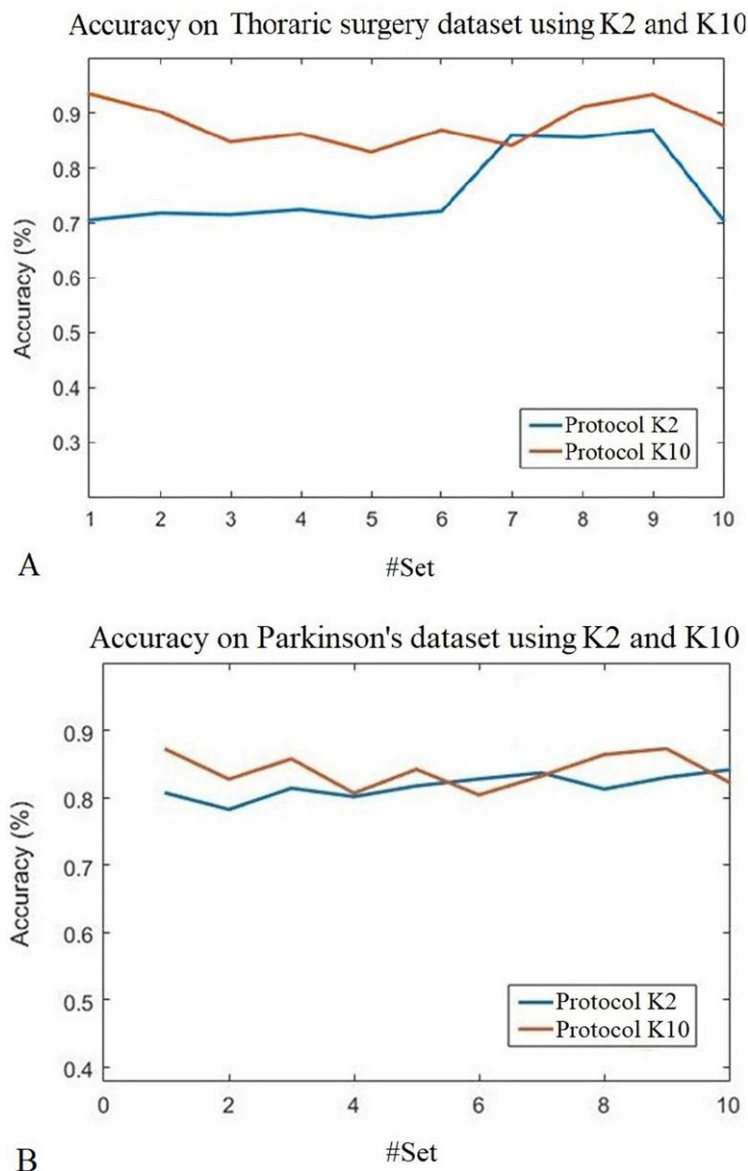 Accuracy on Thoraric surgery dataset using K2 and K10
Accuracy (%)
0.9
0.8
0.7
0.6
0.5
0.4
0.3
Protocol K2
Protocol K10
1 2 3 4 5 6 7 8 9 10
A
#Set
Accuracy on Parkinson's dataset using K2 and K10
Accuracy (%)
0.9
0.8
0.7
0.6
0.5
0.4
Protocol K2
Protocol K10
0 2 4 6 8 10
B
#Set